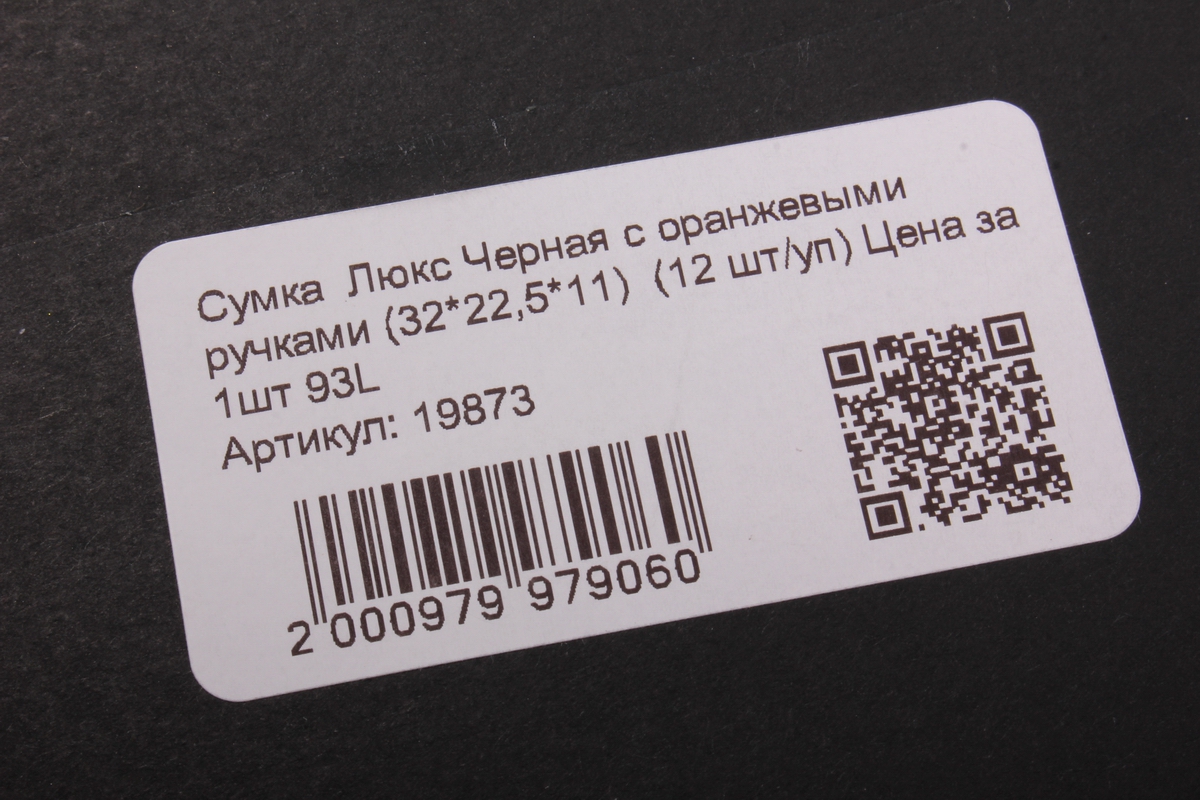 Сумка Люкс Черная с оранжевыми
ручками (32*22,5*11) (12 шт/уп) Цена за
1шт 93L
Артикул: 19873
2 000979 979060